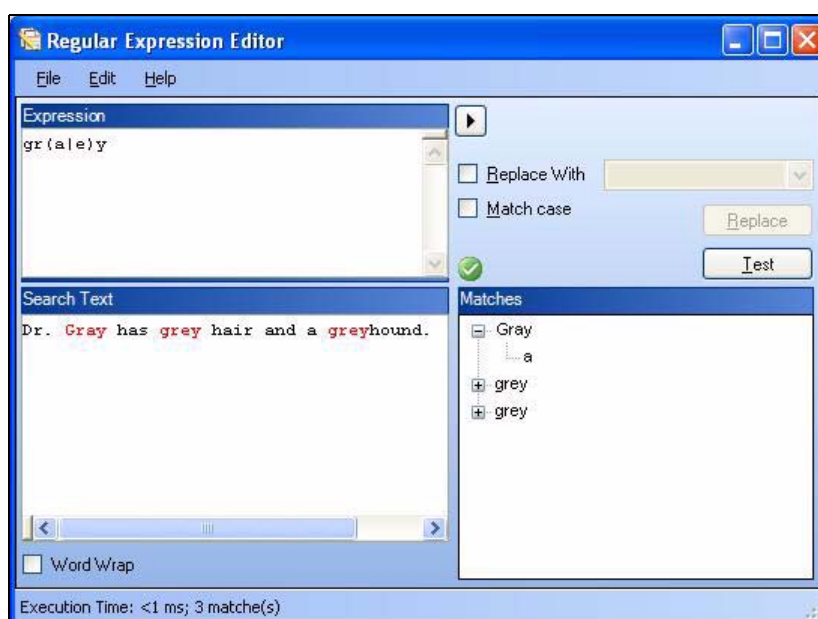 Regular Expression Editor
File Edit Help
Expression
gr(a|e)y
Replace With
Match case
Replace
Test
Search Text
Dr. Gray has grey hair and a greyhound.
Matches
Gray
a
grey
grey
Word Wrap
Execution Time: <1 ms; 3 matche(s)